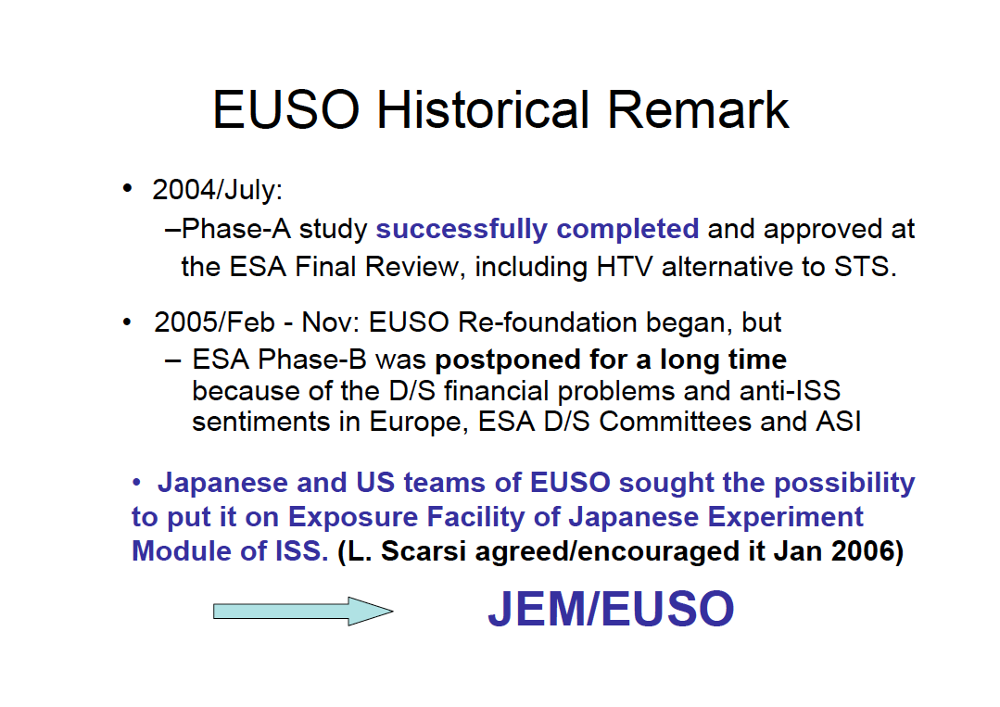 EUSO Historical Remark
• 2004/July:
–Phase-A study successfully completed and approved at
the ESA Final Review, including HTV alternative to STS.
• 2005/Feb - Nov: EUSO Re-foundation began, but
– ESA Phase-B was postponed for a long time
because of the D/S financial problems and anti-ISS
sentiments in Europe, ESA D/S Committees and ASI
• Japanese and US teams of EUSO sought the possibility
to put it on Exposure Facility of Japanese Experiment
Module of ISS. (L. Scarsi agreed/encouraged it Jan 2006)
JEM/EUSO